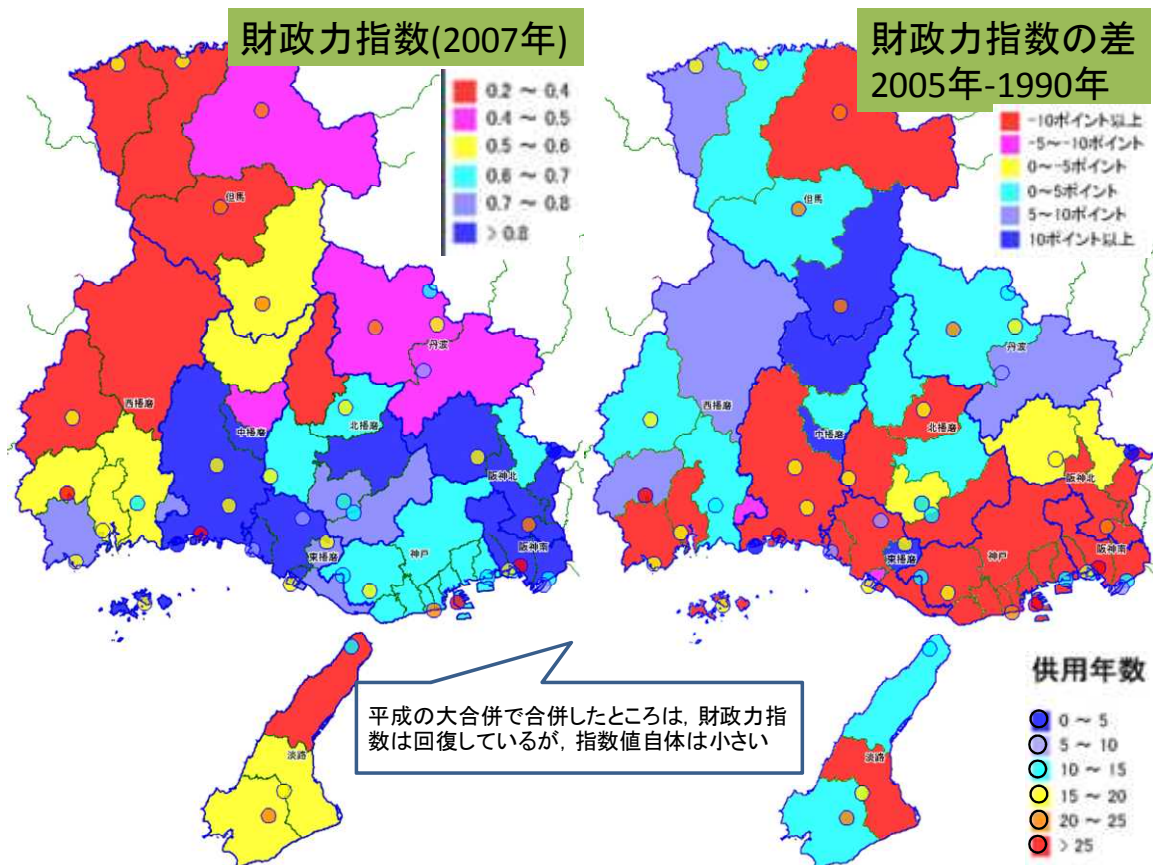 財政力指数(2007年)
0.2 ～ 0.4
0.4 ～ 0.5
0.5 ～ 0.6
0.6 ～ 0.7
0.7 ～ 0.8
> 0.8
但馬
丹波
西播磨
中播磨
北播磨
阪神北
東播磨
神戸
阪神南
淡路
財政力指数の差
2005年-1990年
-10ポイント以上
-5～-10ポイント
0～-5ポイント
0～5ポイント
5～10ポイント
10ポイント以上
但馬
丹波
西播磨
中播磨
北播磨
阪神北
東播磨
神戸
阪神南
淡路
平成の大合併で合併したところは，財政力指
数は回復しているが，指数値自体は小さい
供用年数
0 ～ 5
5 ～ 10
10 ～ 15
15 ～ 20
20 ～ 25
> 25